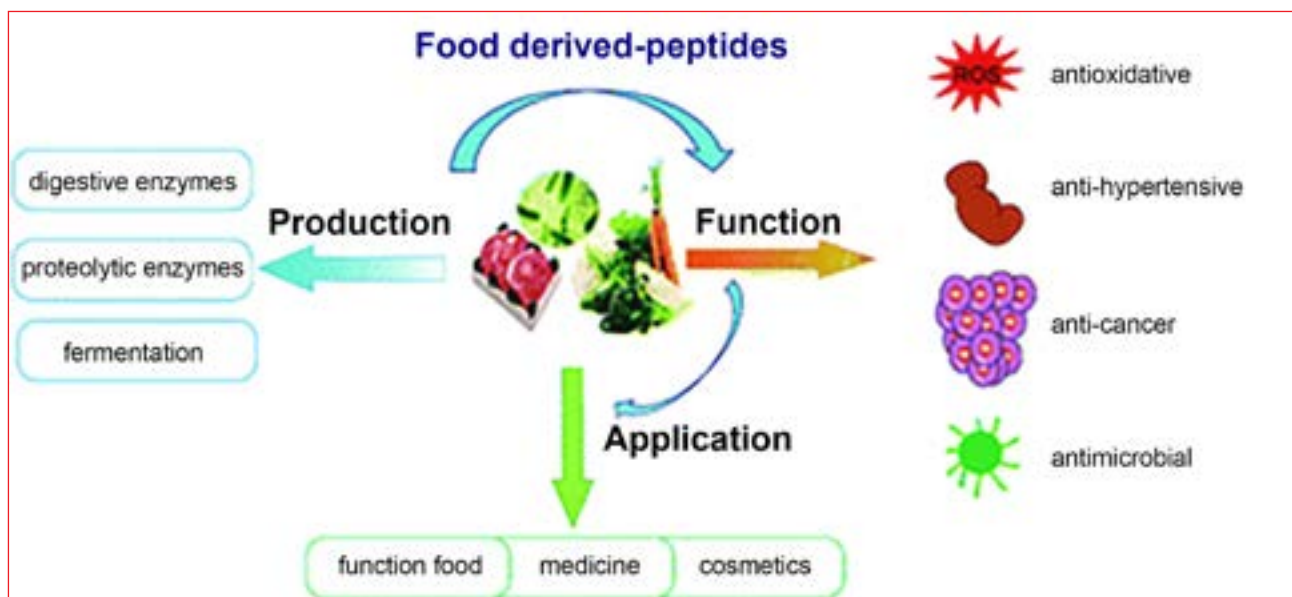 Food derived-peptides
digestive enzymes
proteolytic enzymes
fermentation
Production
Function
Application
function food
medicine
cosmetics
ROS
antioxidative
anti-hypertensive
anti-cancer
antimicrobial